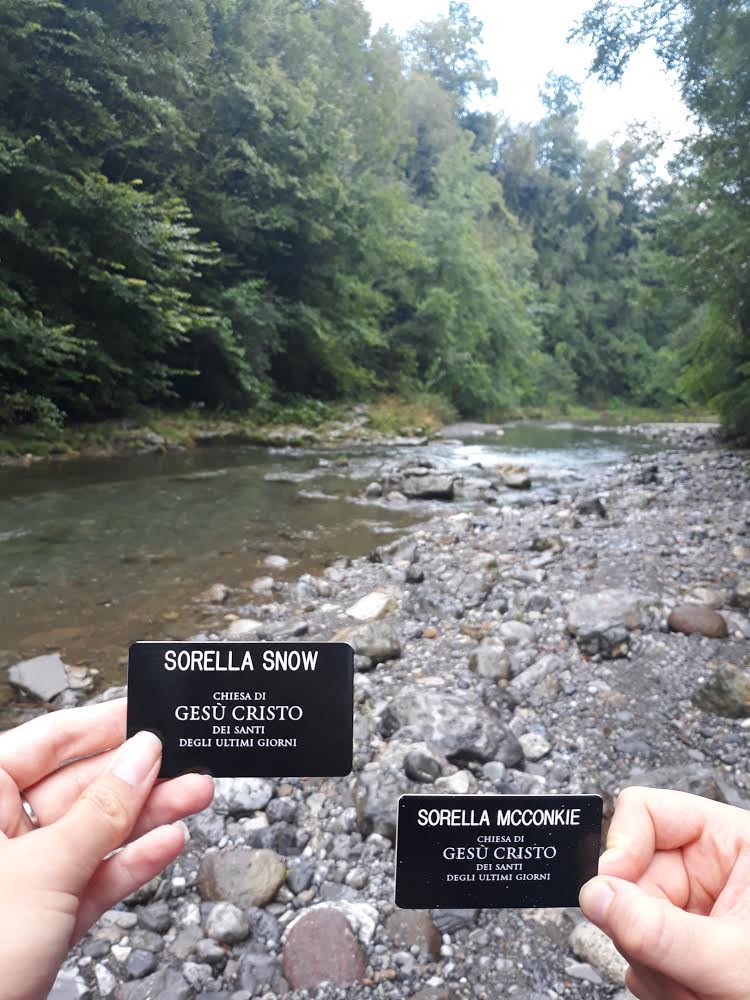 SORELLA SNOW
CHIESA DI
GESÙ CRISTO
DEI SANTI
DEGLI ULTIMI GIORNI
SORELLA MCCONKIE
CHIESA DI
GESÙ CRISTO
DEI SANTI
DEGLI ULTIMI GIORNI